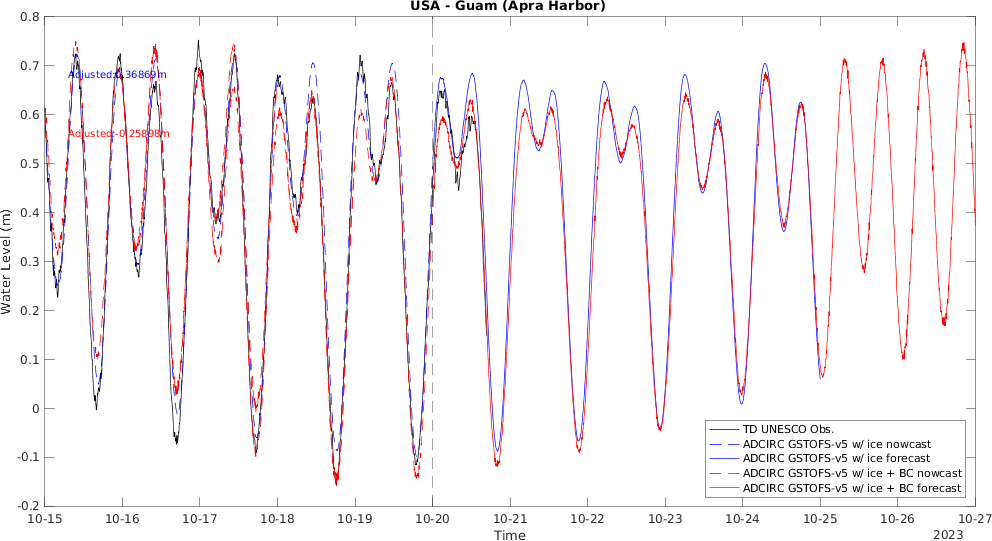 USA - Guam (Apra Harbor)
0.8
0.7
0.6
0.5
0.4
0.3
0.2
0.1
0
-0.1
-0.2
Water Level (m)
Adjusted:0.36869m
Adjusted:-0.25898m
TD UNESCO Obs.
ADCIRC GSTOFS-v5 w/ ice nowcast
ADCIRC GSTOFS-v5 w/ ice forecast
ADCIRC GSTOFS-v5 w/ ice + BC nowcast
ADCIRC GSTOFS-v5 w/ ice + BC forecast
10-15 10-16 10-17 10-18 10-19 10-20 10-21 10-22 10-23 10-24 10-25 10-26 10-27
Time
2023